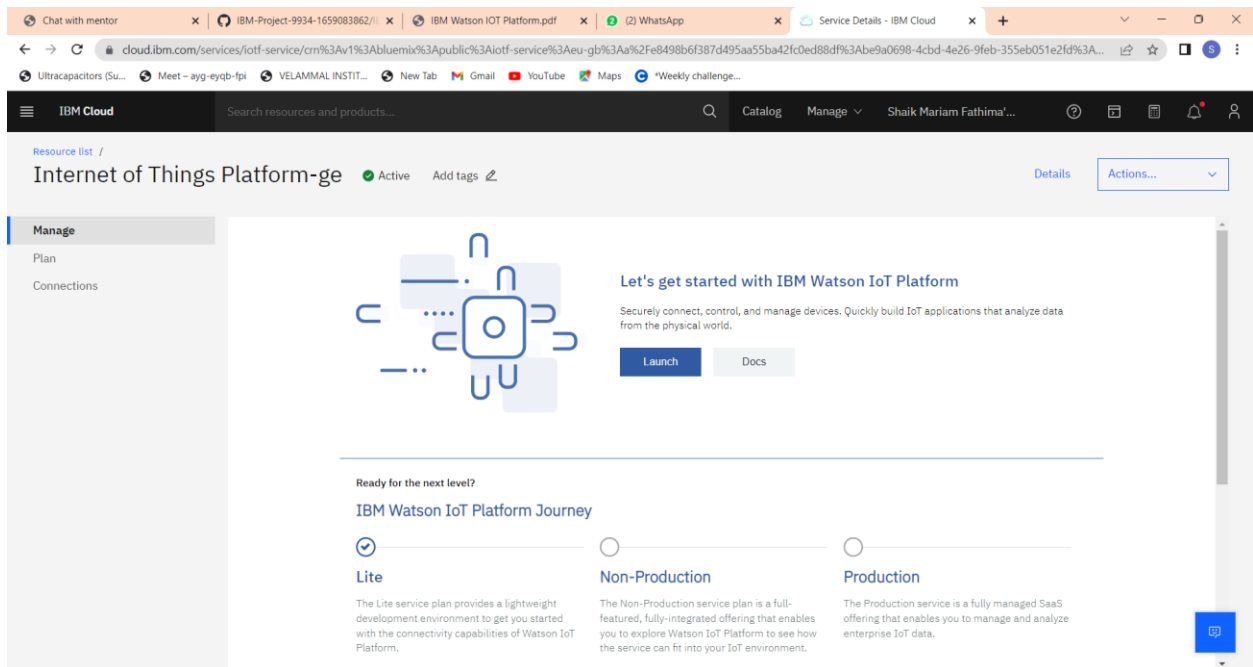 Chat with mentor
IBM-Project-9934-1659083862/I
IBM Watson IOT Platform.pdf
(2) WhatsApp
Service Details - IBM Cloud
cloud.ibm.com/services/iotf-service/crn%3Av1%3Abluemix%3Apublic%3Aiotf-service%3Aeu-gb%3Aa%2Fe8498b6f387d495aa55ba42fc0ed88df%3Abe9a0698-4cbd-4e26-9feb-355eb051e2fd%3A...
S
Ultracapacitors (Su...
Meet – ayg-eyqb-fpi
VELAMMAL INSTIT...
New Tab
Gmail
YouTube
Maps
*Weekly challenge...
IBM Cloud
Search resources and products...
Catalog
Manage
Shaik Mariam Fathima'...
Resource list /
Internet of Things Platform-ge
Active
Add tags
Details
Actions...
Manage
Plan
Connections
Let's get started with IBM Watson IoT Platform
Securely connect, control, and manage devices. Quickly build IoT applications that analyze data
from the physical world.
Launch
Docs
Ready for the next level?
IBM Watson IoT Platform Journey
Lite
The Lite service plan provides a lightweight
development environment to get you started
with the connectivity capabilities of Watson IoT
Platform.
Non-Production
The Non-Production service plan is a full-
featured, fully-integrated offering that enables
you to explore Watson IoT Platform to see how
the service can fit into your IoT environment.
Production
The Production service is a fully managed SaaS
offering that enables you to manage and analyze
enterprise IoT data.